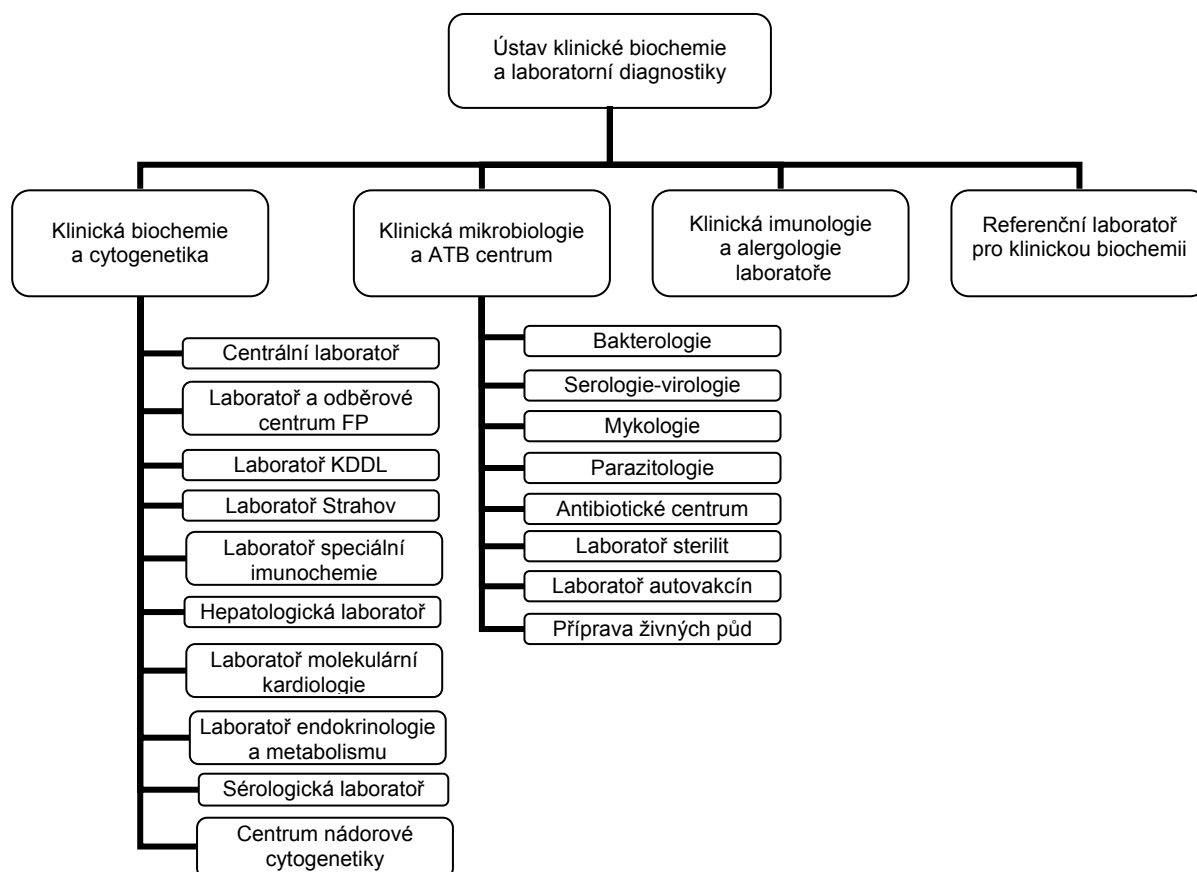 Ústav klinické biochemie
a laboratorní diagnostiky
Klinická biochemie
a cytogenetika
Klinická mikrobiologie
a ATB centrum
Klinická imunologie
a alergologie
laboratoře
Referenční laboratoř
pro klinickou biochemii
Centrální laboratoř
Laboratoř a odběrové
centrum FP
Laboratoř KDDL
Laboratoř Strahov
Laboratoř speciální
imunochemie
Hepatologická laboratoř
Laboratoř molekulární
kardiologie
Laboratoř endokrinologie
a metabolismu
Sérologická laboratoř
Centrum nádorové
cytogenetiky
Bakterologie
Serologie-virologie
Mykologie
Parazitologie
Antibiotické centrum
Laboratoř sterilit
Laboratoř autovakcín
Příprava živných půd